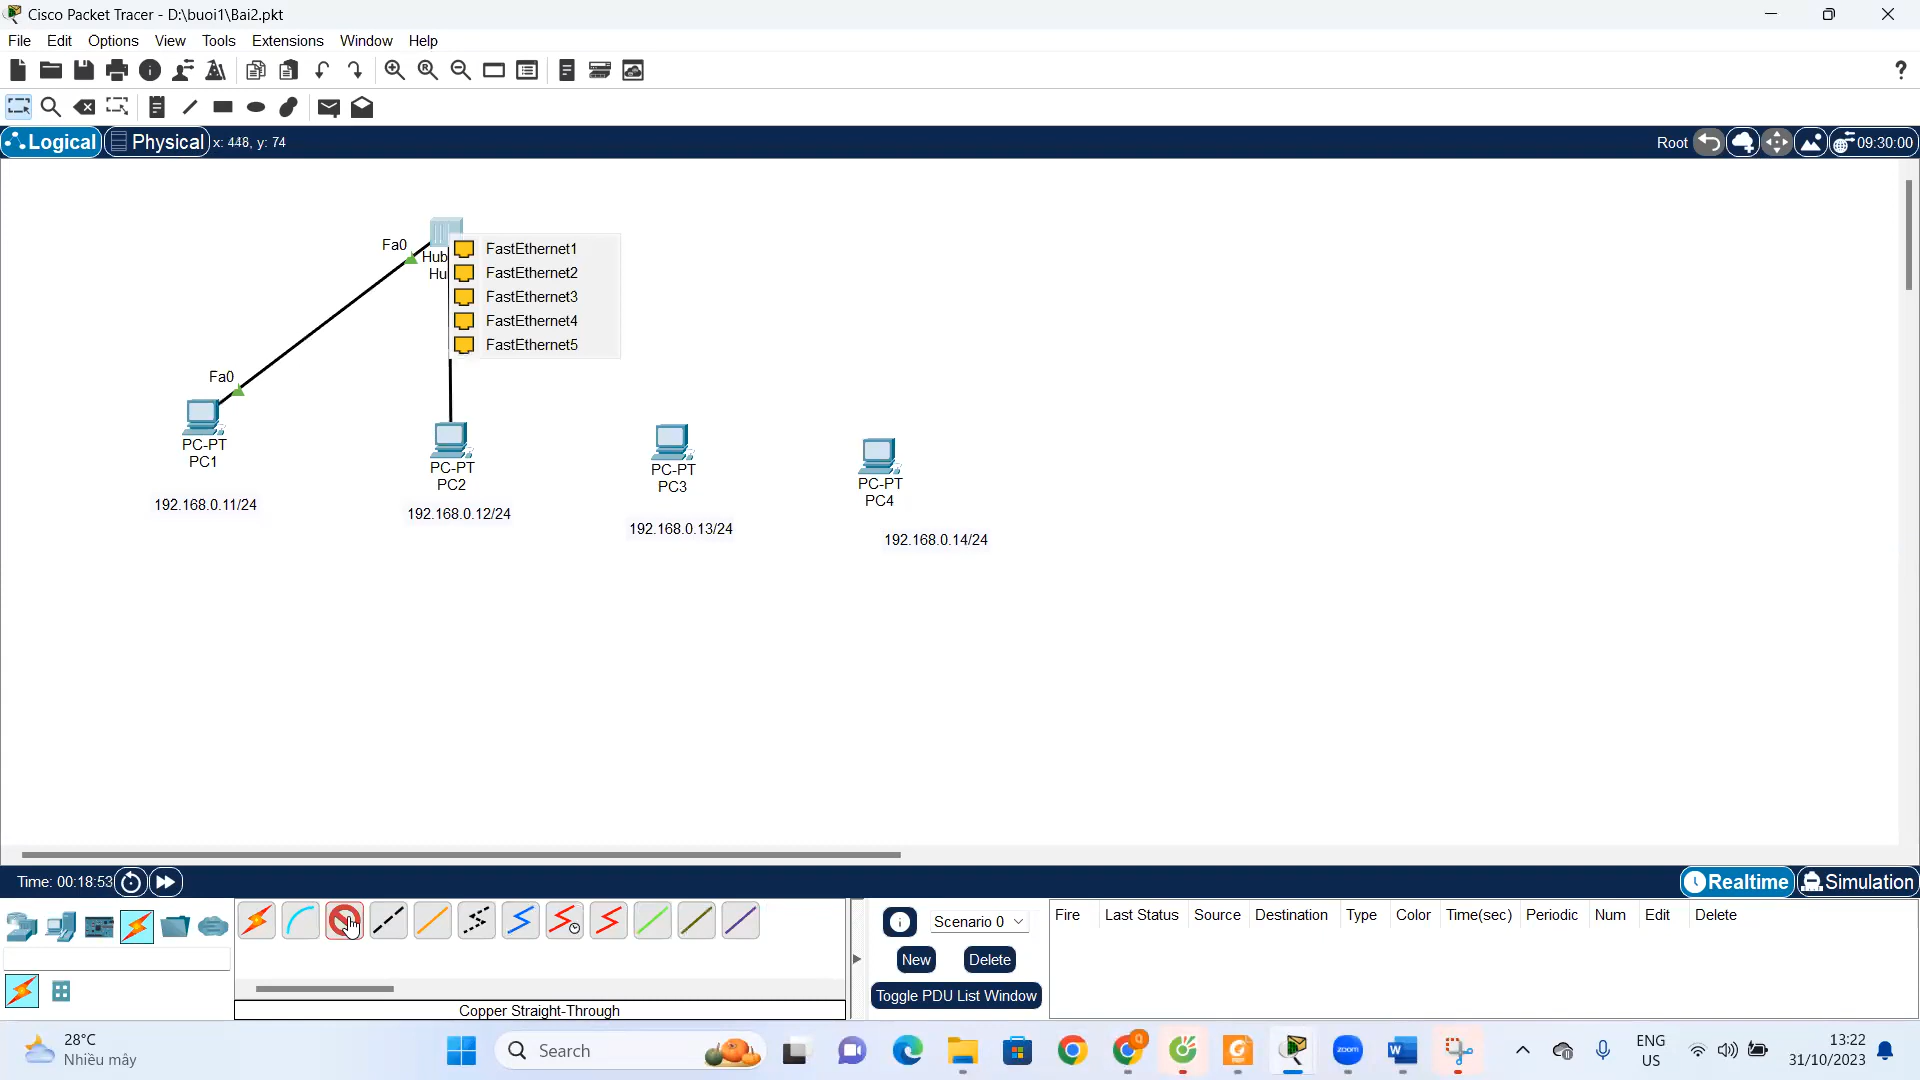 Cisco Packet Tracer - D:\buoi1\Bai2.pkt
File Edit Options View Tools Extensions Window Help
?
Logical Physical x: 448, y: 74 Root 09:30:00
Fa0
Hub
Hu
FastEthernet1
FastEthernet2
FastEthernet3
FastEthernet4
FastEthernet5
Fa0
PC-PT
PC1
192.168.0.11/24
PC-PT
PC2
192.168.0.12/24
PC-PT
PC3
192.168.0.13/24
PC-PT
PC4
192.168.0.14/24
Time: 00:18:53 Realtime Simulation
Scenario 0
New Delete
Toggle PDU List Window
Fire Last Status Source Destination Type Color Time(sec) Periodic Num Edit Delete
Copper Straight-Through
28°C
Nhiều mây
Search
zoom
ENG
US
13:22
31/10/2023